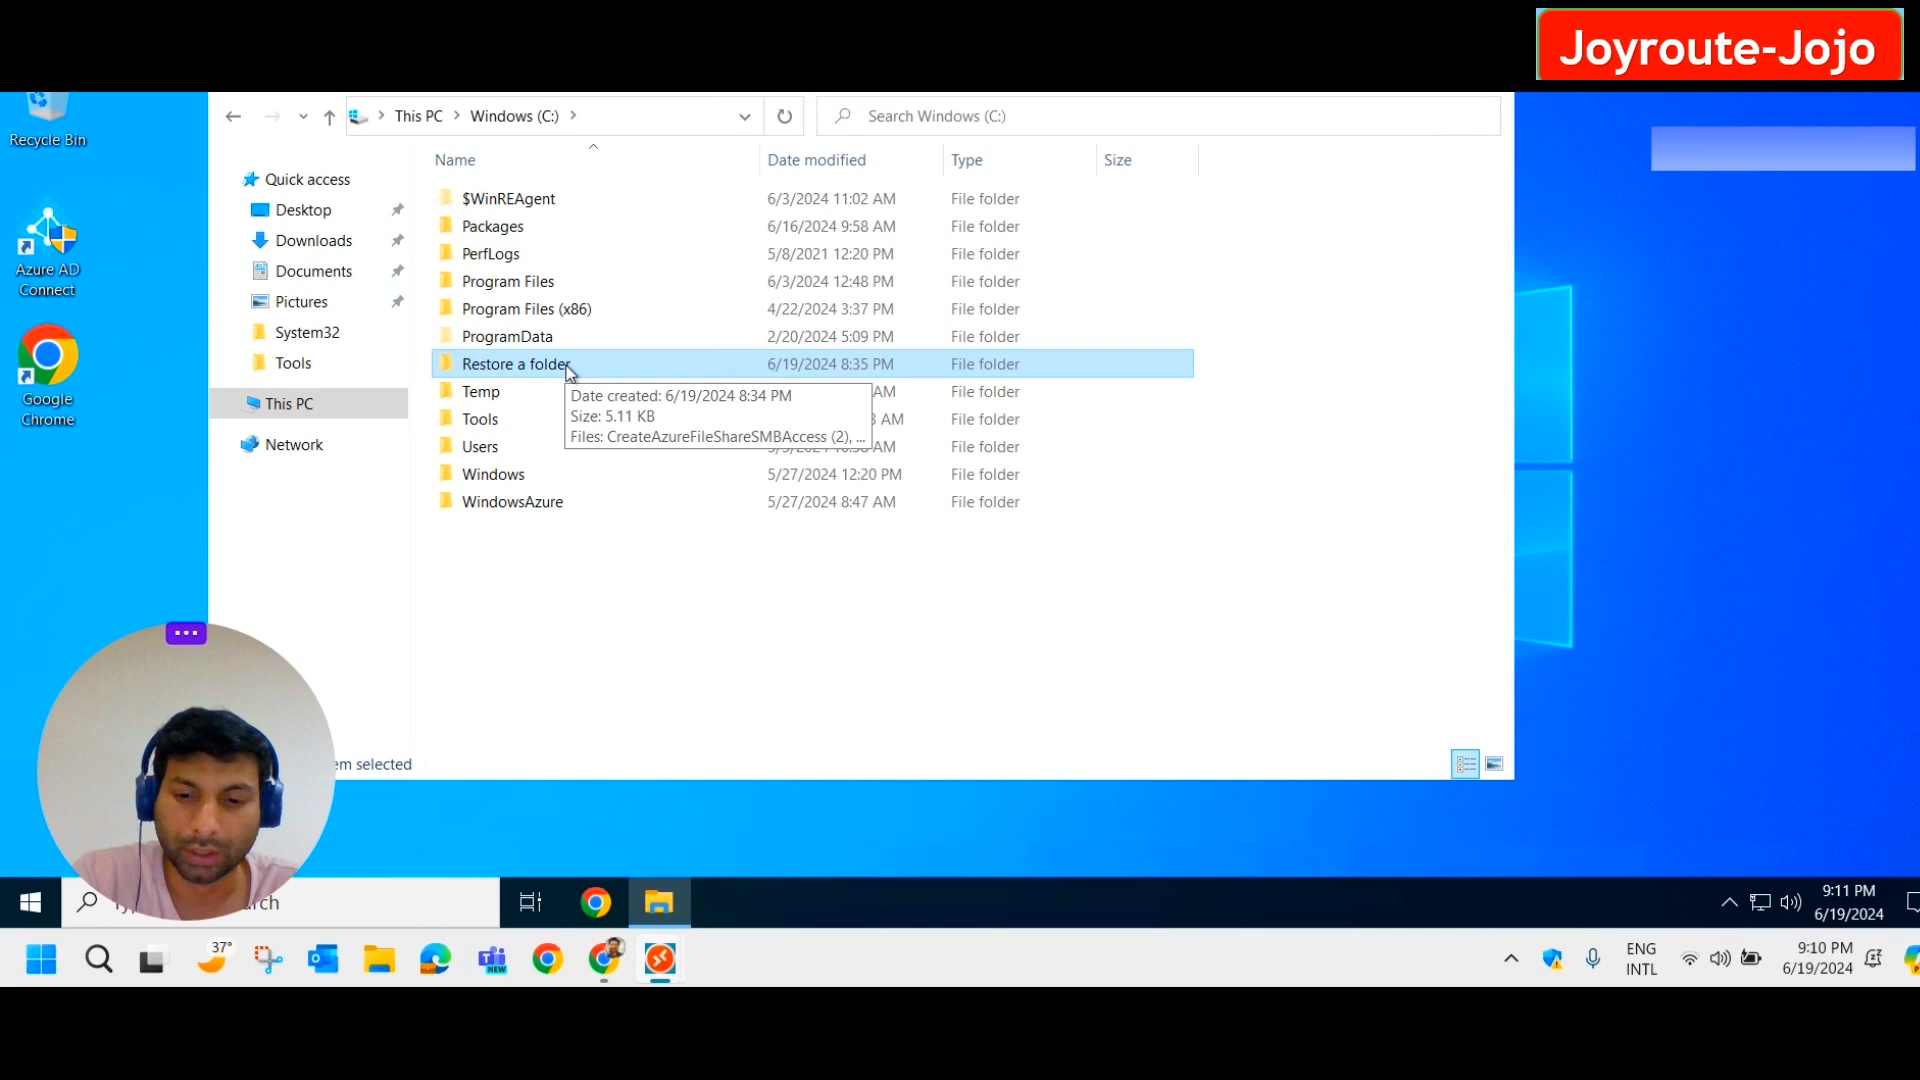 Joyroute-Jojo
Recycle Bin
Azure AD
Connect
Google
Chrome
This PC
Windows (C:)
Search Windows (C:)
Quick access
Desktop
Downloads
Documents
Pictures
System32
Tools
This PC
Network
Name Date modified Type Size
$WinREAgent 6/3/2024 11:02 AM File folder
Packages 6/16/2024 9:58 AM File folder
PerfLogs 5/8/2021 12:20 PM File folder
Program Files 6/3/2024 12:48 PM File folder
Program Files (x86) 4/22/2024 3:37 PM File folder
ProgramData 2/20/2024 5:09 PM File folder
Restore a folder 6/19/2024 8:35 PM File folder
Temp AM File folder
Tools AM File folder
Users AM File folder
Windows 5/27/2024 12:20 PM File folder
WindowsAzure 5/27/2024 8:47 AM File folder
Date created: 6/19/2024 8:34 PM
Size: 5.11 KB
Files: CreateAzureFileShareSMBAccess (2), ...
em selected
rch
9:11 PM
6/19/2024
37°
NEW
ENG
INTL
9:10 PM
6/19/2024